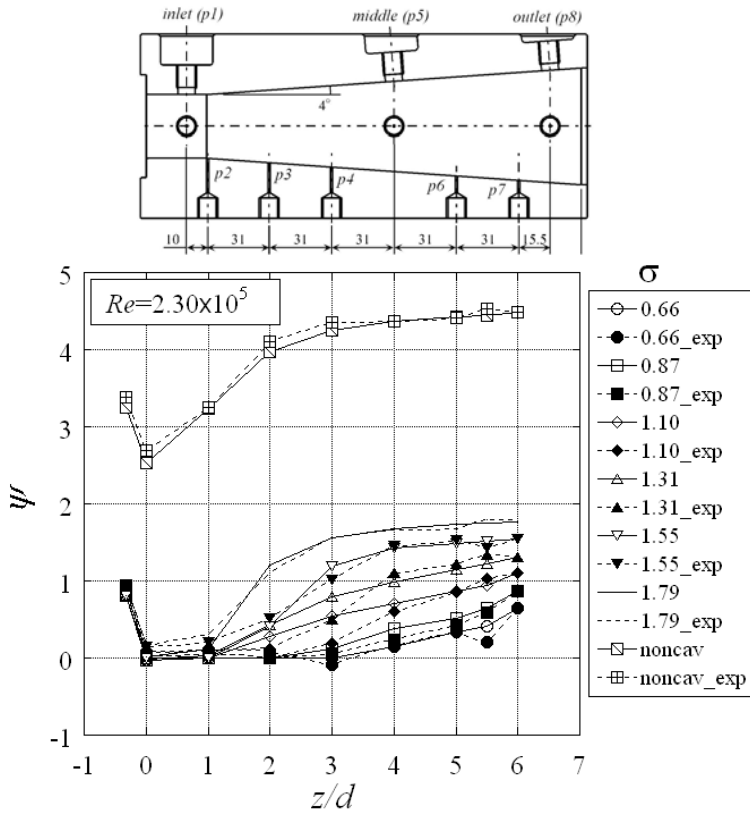 inlet (p1) middle (p5) outlet (p8)
4°
p2 p3 p4 p6 p7
10 31 31 31 31 31 15.5
σ
Re=2.30x10⁵
5
4
3
2
1
0
-1
ψ
-1 0 1 2 3 4 5 6 7
z/d
0.66
0.66_exp
0.87
0.87_exp
1.10
1.10_exp
1.31
1.31_exp
1.55
1.55_exp
1.79
1.79_exp
noncav
noncav_exp